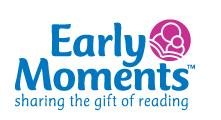 Early
Moments™
sharing the gift of reading